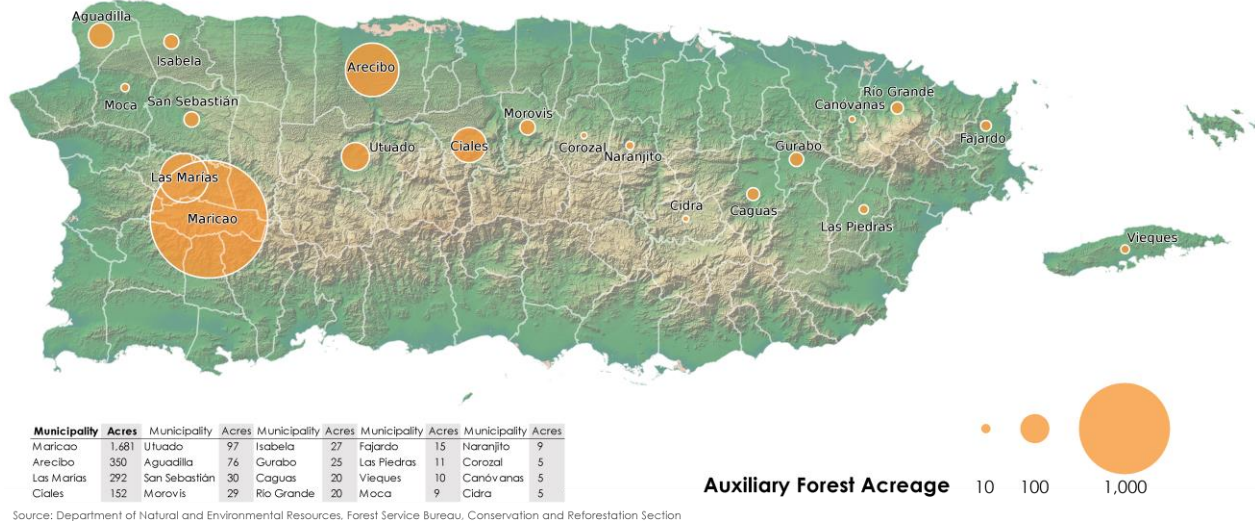 Aguadilla
Isabela
Arecibo
Moca
San Sebastián
Morovis
Río Grande
Canóvanas
Fajardo
Utuado
Ciales
Corozal
Naranjito
Gurabo
Las Marías
Maricao
Cidra
Caguas
Las Piedras
Vieques
Municipality Acres Municipality Acres Municipality Acres Municipality Acres Municipality Acres
Maricao 1,681 Utuado 97 Isabela 27 Fajardo 15 Naranjito 9
Arecibo 350 Aguadilla 76 Gurabo 25 Las Piedras 11 Corozal 5
Las Marías 292 San Sebastián 30 Caguas 20 Vieques 10 Canóvanas 5
Ciales 152 Morovis 29 Río Grande 20 Moca 9 Cidra 5
Auxiliary Forest Acreage 10 100 1,000
Source: Department of Natural and Environmental Resources, Forest Service Bureau, Conservation and Reforestation Section